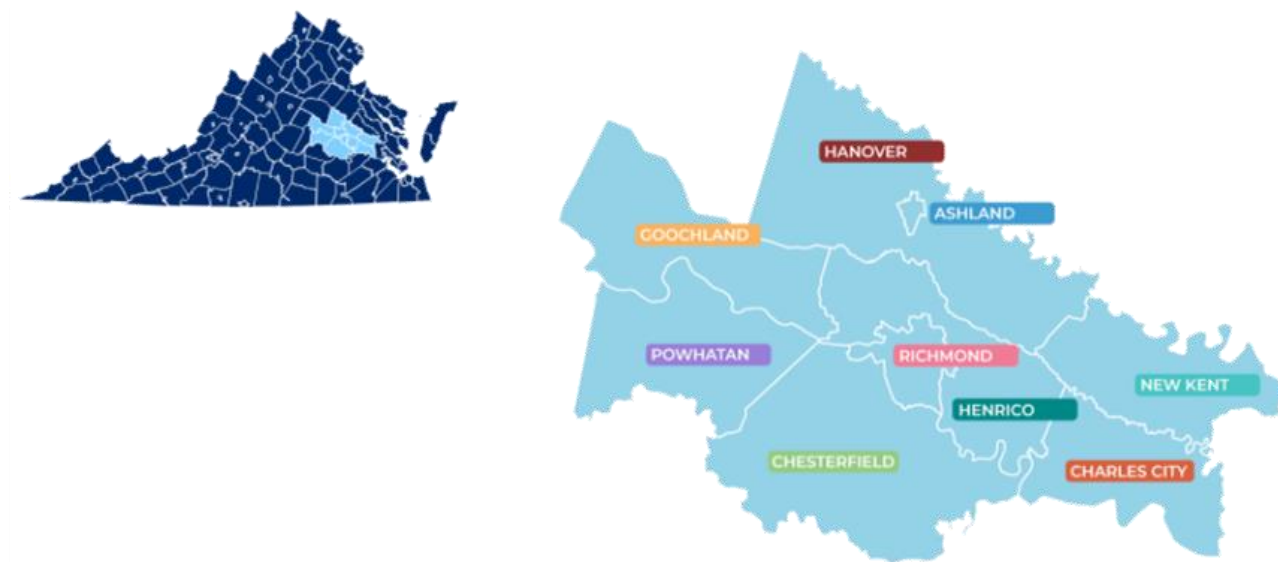 HANOVER
ASHLAND
GOOCHLAND
POWHATAN
RICHMOND
NEW KENT
HENRICO
CHESTERFIELD
CHARLES CITY